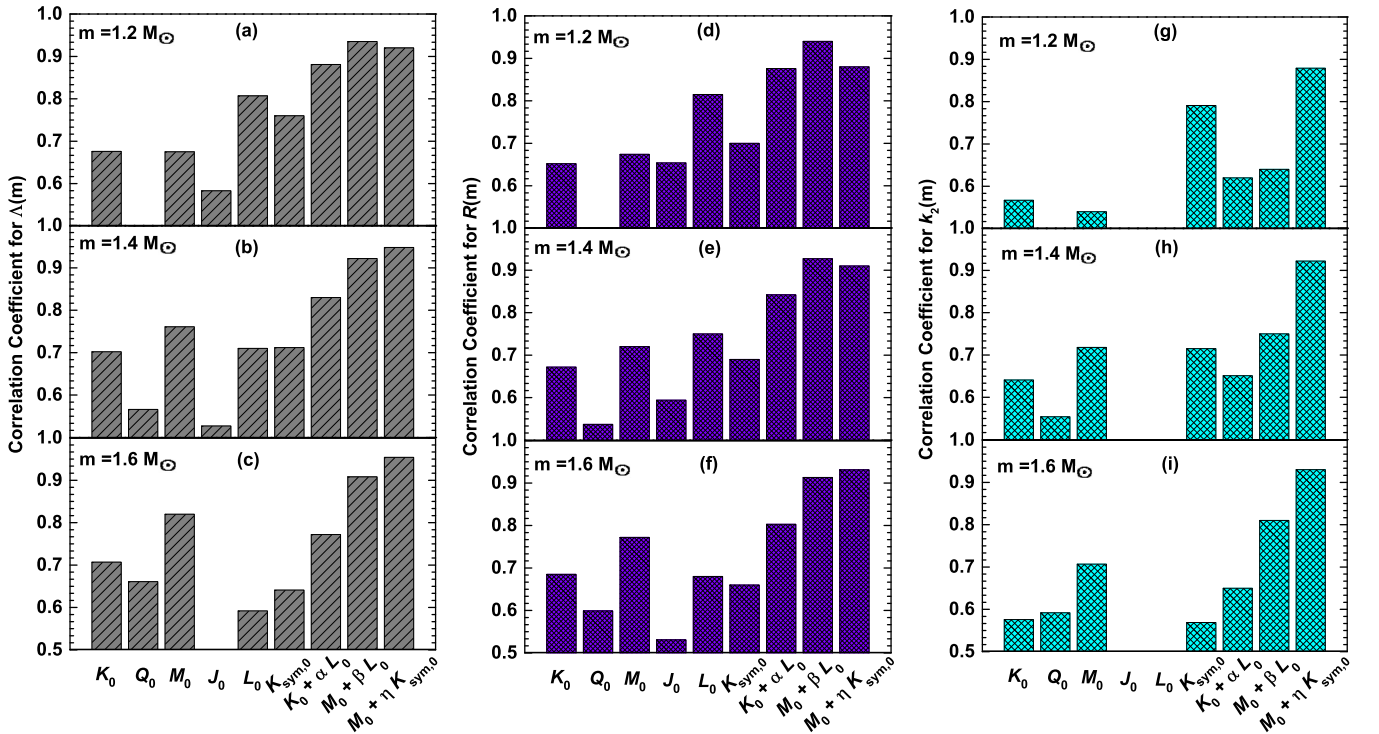 Correlation Coefficient for Λ(m)
m =1.2 M☉
(a)
1.0
0.9
0.8
0.7
0.6
m =1.4 M☉
(b)
1.0
0.9
0.8
0.7
0.6
m =1.6 M☉
(c)
1.0
0.9
0.8
0.7
0.6
0.5
K₀
Q₀
M₀
J₀
L₀
Kₛᵧₘ,₀
K₀ + α L₀
M₀ + β L₀
M₀ + η Kₛᵧₘ,₀
Correlation Coefficient for R(m)
m =1.2 M☉
(d)
1.0
0.9
0.8
0.7
0.6
m =1.4 M☉
(e)
1.0
0.9
0.8
0.7
0.6
m =1.6 M☉
(f)
1.0
0.9
0.8
0.7
0.6
0.5
K₀
Q₀
M₀
J₀
L₀
Kₛᵧₘ,₀
K₀ + α L₀
M₀ + β L₀
M₀ + η Kₛᵧₘ,₀
Correlation Coefficient for k₂(m)
m =1.2 M☉
(g)
1.0
0.9
0.8
0.7
0.6
m =1.4 M☉
(h)
1.0
0.9
0.8
0.7
0.6
m =1.6 M☉
(i)
1.0
0.9
0.8
0.7
0.6
0.5
K₀
Q₀
M₀
J₀
L₀
Kₛᵧₘ,₀
K₀ + α L₀
M₀ + β L₀
M₀ + η Kₛᵧₘ,₀